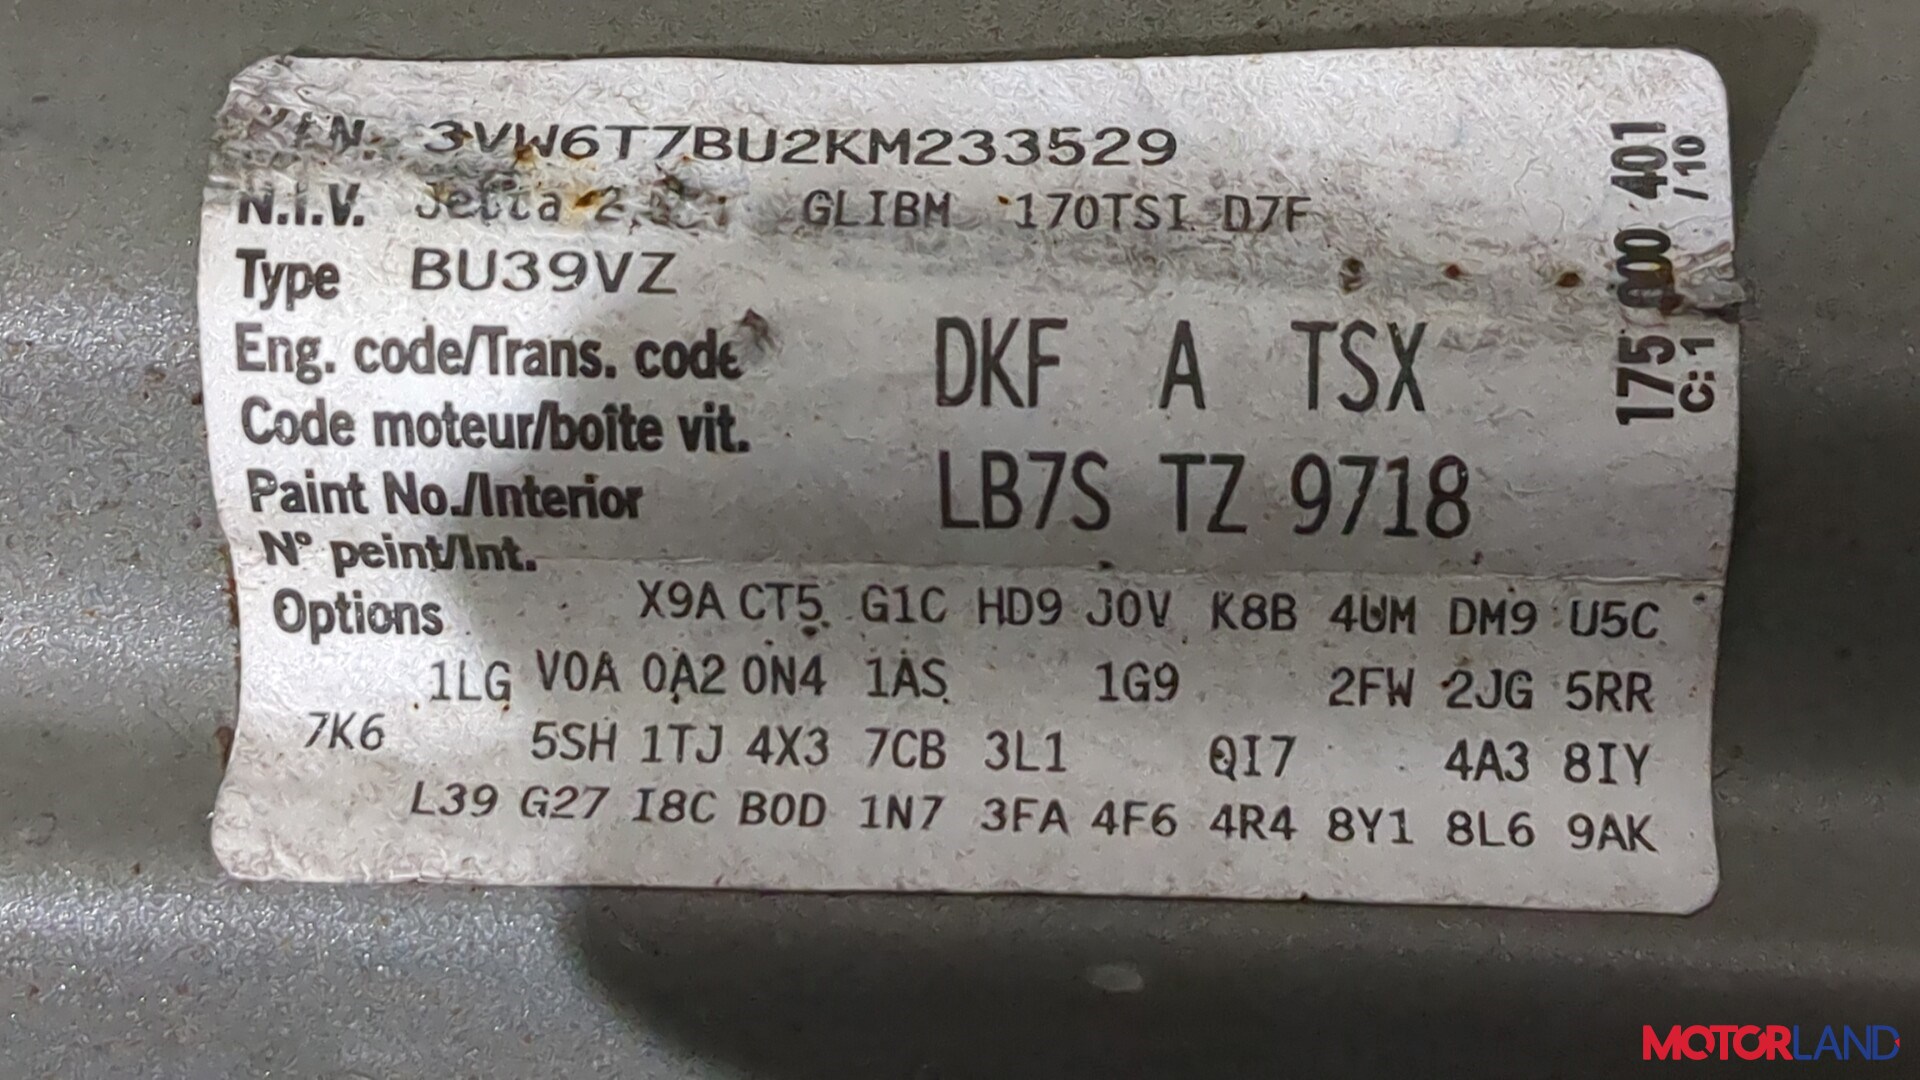 V.I.N. 3VW6T7BU2KM233529
N.I.V. Jetta GLIBM 170TSI D7F
Type BU39VZ
Eng. code/Trans. code DKF A TSX
Code moteur/boîte vit.
Paint No./Interior LB7S TZ 9718
N° peint/Int.
Options X9A CT5 G1C HD9 J0V K8B 4UM DM9 U5C
1LG V0A 0A2 0N4 1AS 1G9 2FW 2JG 5RR
7K6 5SH 1TJ 4X3 7CB 3L1 QI7 4A3 8IY
L39 G27 I8C B0D 1N7 3FA 4F6 4R4 8Y1 8L6 9AK
175 000 401
C:1 /10
MOTORLAND